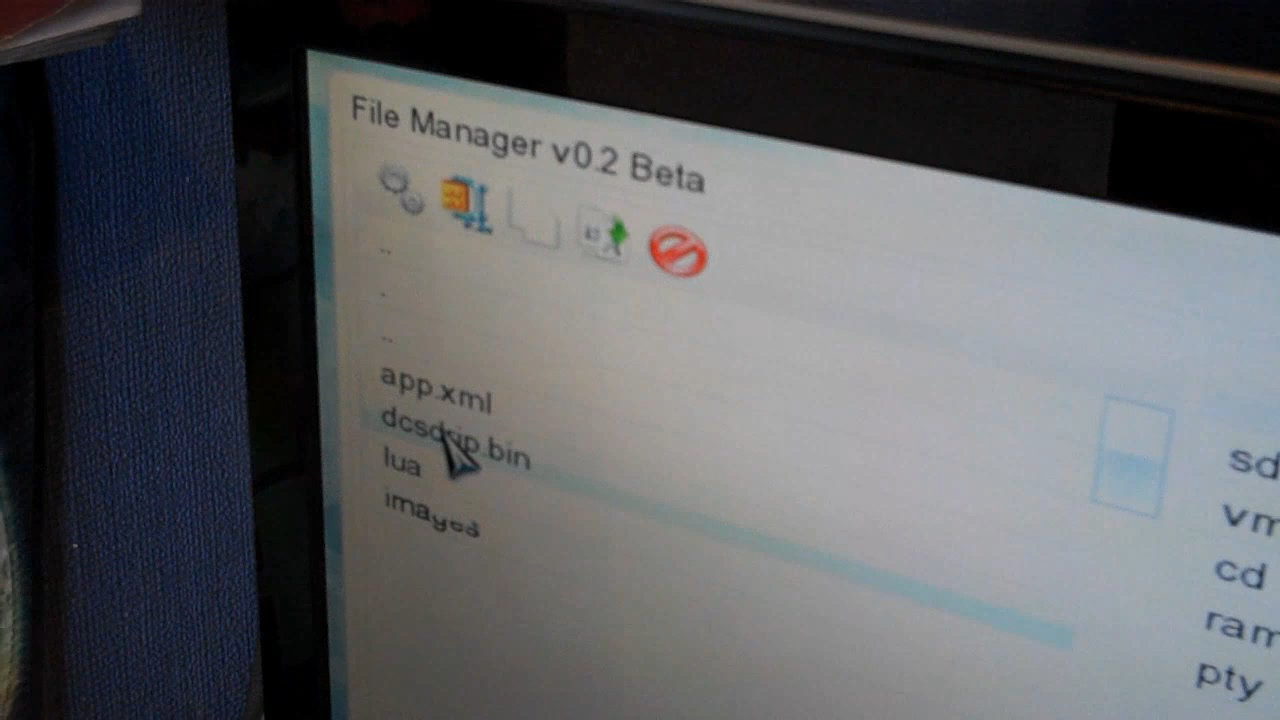 File Manager v0.2 Beta
..
.
..
app.xml
dcsdrip.bin
lua
images
sd
vm
cd
ram
pty